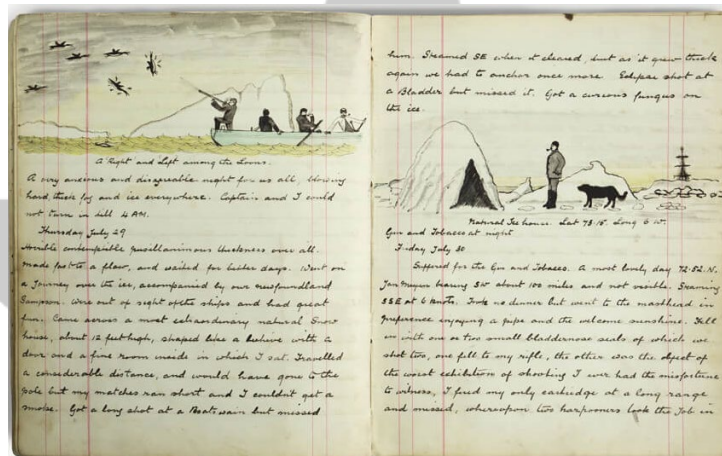 A Right and Left among the Loons.
A very anxious and disagreable night for us all, blowing
hard, thick fog and ice everywhere. Captain and I could
not turn in till 4 AM.
Thursday July 29
Horrible contemptible pusillanimous thickness over all.
Made fast to a floe, and waited for better days. Went on
a Journey over the ice, accompanied by our newfoundland
Sampson. Were out of sight of the ships and had great
fun. Came across a most extraordinary natural Snow
house, about 12 feet high, shaped like a beehive with a
door and a fine room inside in which I sat. Travelled
a considerable distance, and would have gone to the
Pole but my matches ran short and I couldn't get a
smoke. Got a long shot at a Boatswain but missed
him. Steamed SE when it cleared, but as it grew thick
again we had to anchor once more. Eclipse shot at
a Bladder but missed it. Got a curious fungus on
the ice.
Natural Ice house. Lat 73.15. Long 6 W.
Gin and Tobacco at night
Friday July 30
Suffered for the Gin and Tobacco. A most lovely day 72.52.N.
Jan Meyen bearing SW about 100 miles and not visible. Steaming
SSE at 6 knots. Took no dinner but went to the masthead in
preference enjoying a pipe and the welcome sunshine. Fell
in with one or two small bladdernose seals of which we
shot two, one fell to my rifle, the other was the object of
the worst exhibition of shooting I ever had the misfortune
to witness, I fired my only cartridge at a long range
and missed, whereupon two harpooners took the job in